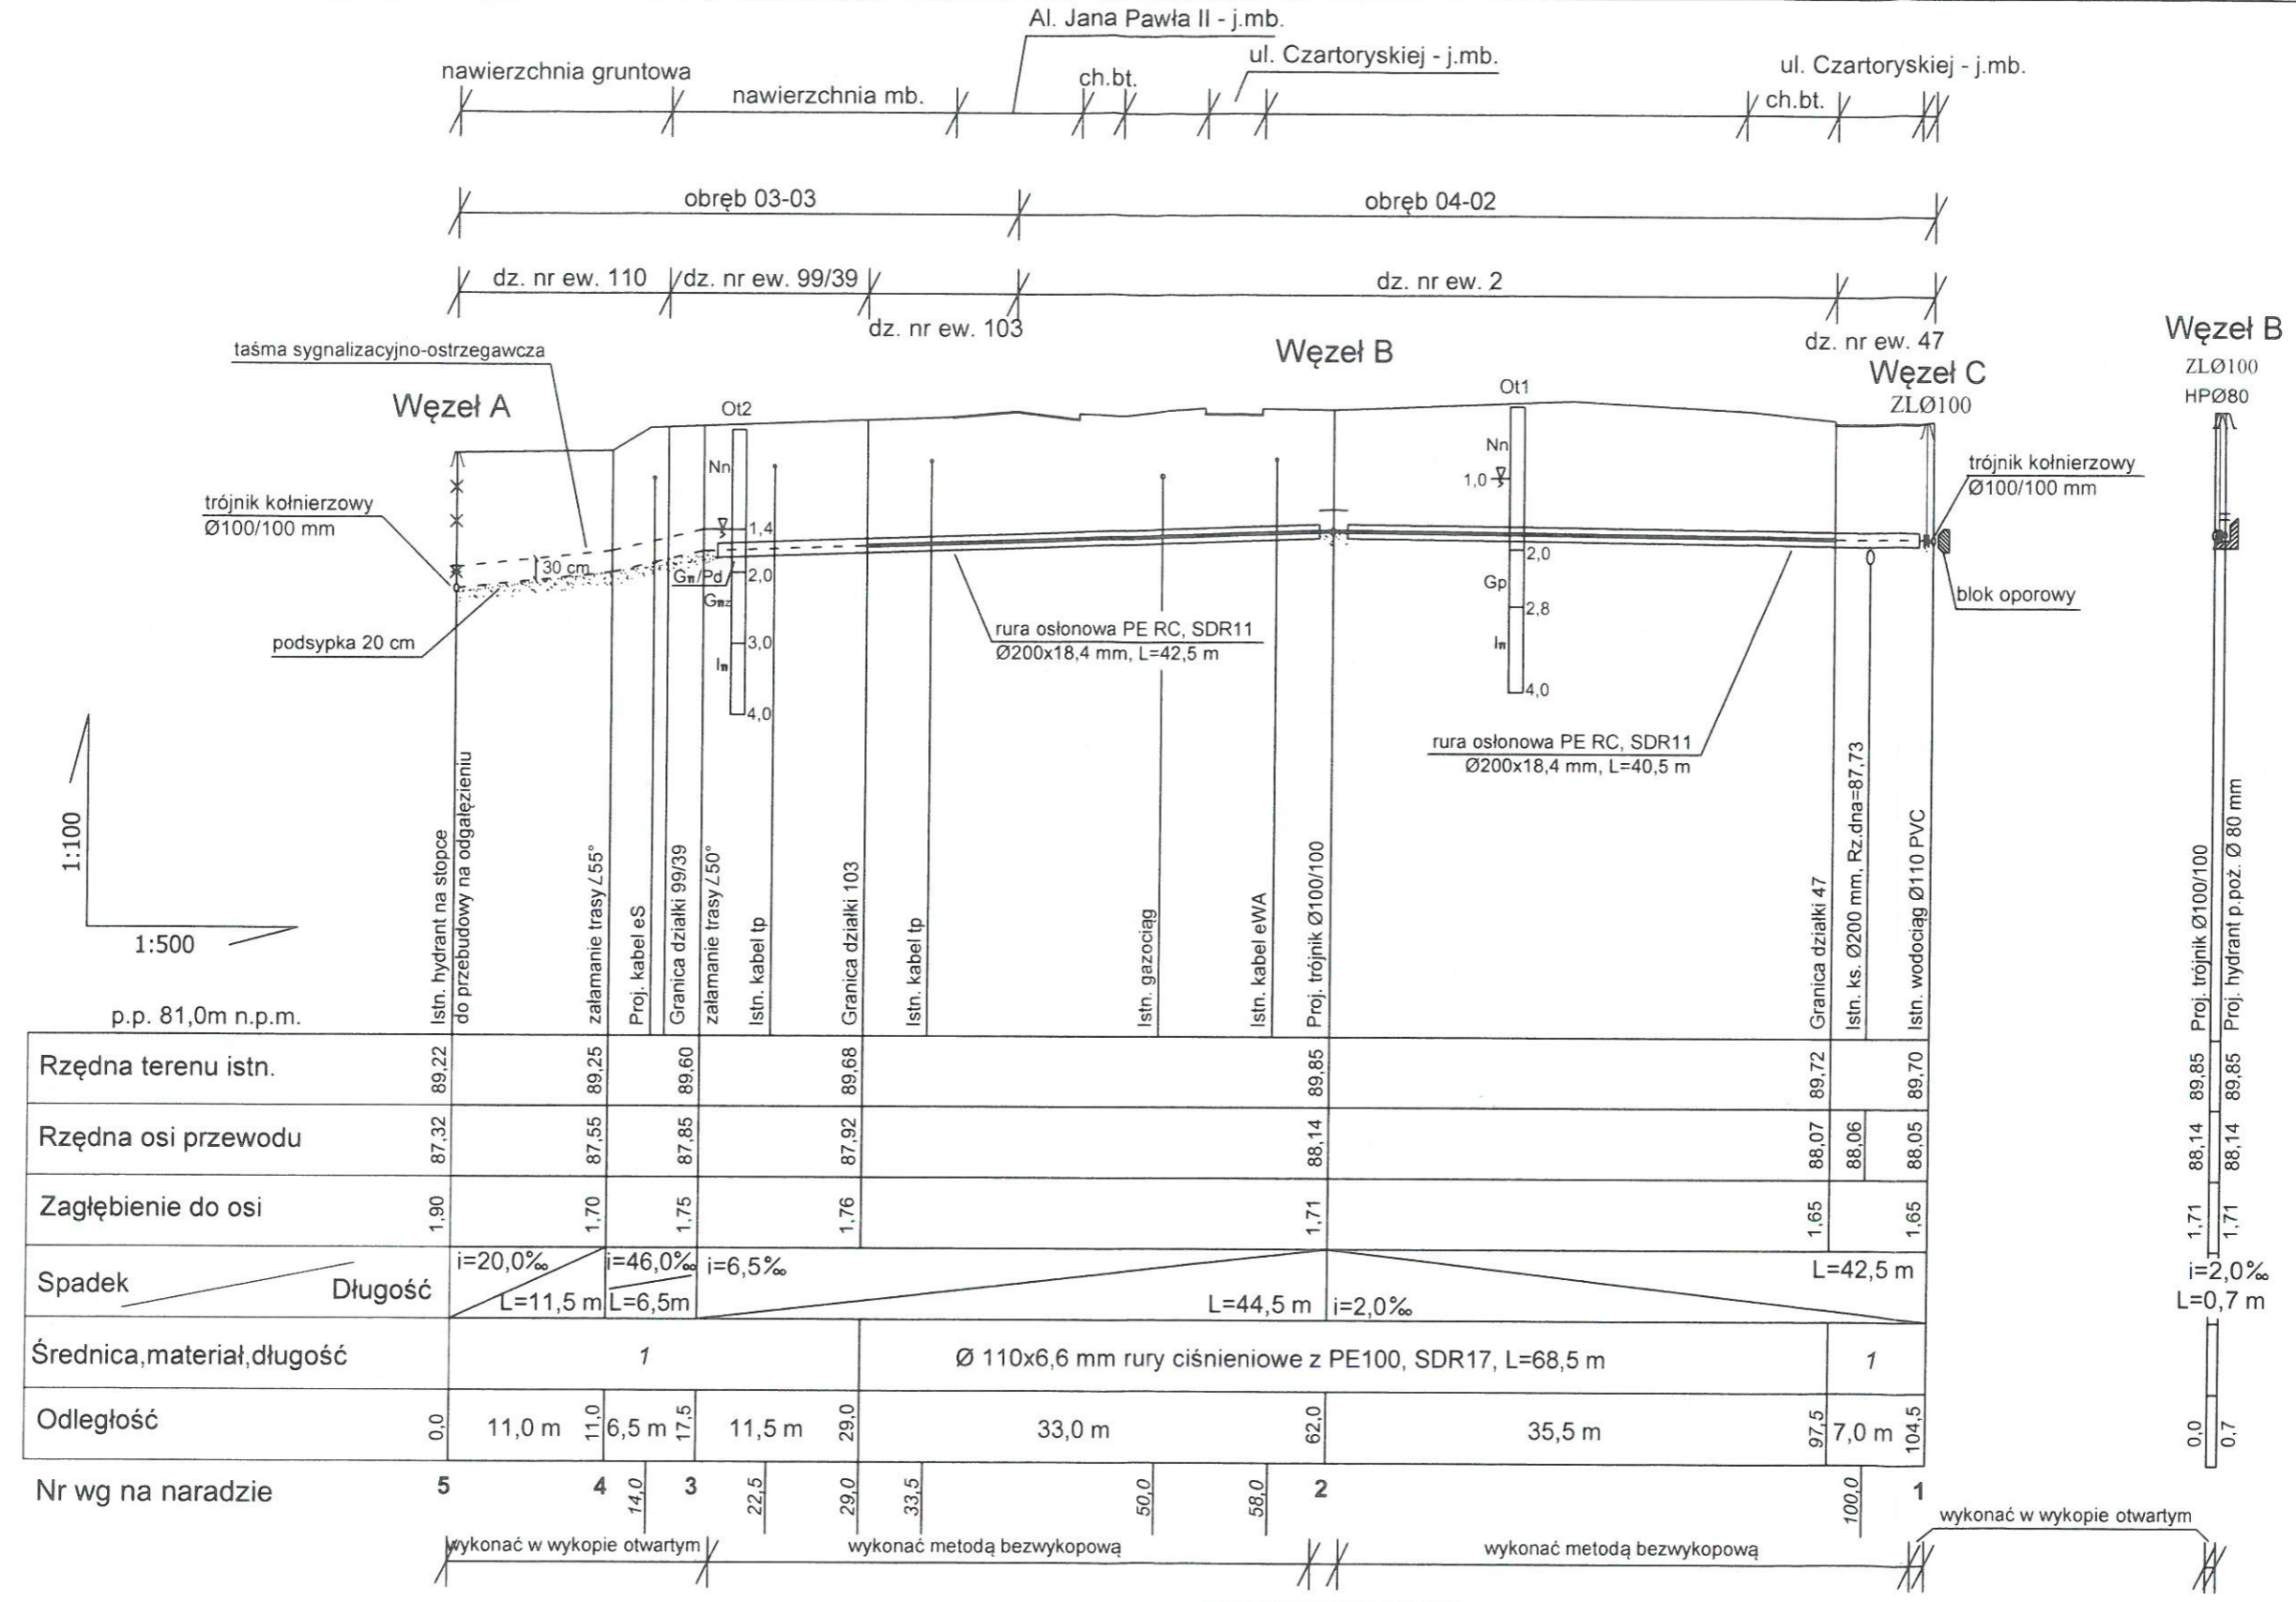 Al. Jana Pawła II - j.mb.
ul. Czartoryskiej - j.mb.
ul. Czartoryskiej - j.mb.
nawierzchnia gruntowa
nawierzchnia mb.
ch.bt.
ch.bt.
obręb 03-03
obręb 04-02
dz. nr ew. 110
dz. nr ew. 99/39
dz. nr ew. 2
dz. nr ew. 103
dz. nr ew. 47
taśma sygnalizacyjno-ostrzegawcza
Węzeł A
Węzeł B
Węzeł C
ZLØ100
Węzeł B
ZLØ100
HPØ80
Ot2
Ot1
Nn
1,4
2,0
3,0
4,0
Nn
1,0
2,0
Gp
2,8
4,0
trójnik kołnierzowy
Ø100/100 mm
30 cm
podsypka 20 cm
trójnik kołnierzowy
Ø100/100 mm
blok oporowy
rura osłonowa PE RC, SDR11
Ø200x18,4 mm, L=42,5 m
rura osłonowa PE RC, SDR11
Ø200x18,4 mm, L=40,5 m
1:100
1:500
p.p. 81,0m n.p.m.
Istn. hydrant na stopce
do przebudowy na odgałęzieniu
załamanie trasy∠55°
Proj. kabel eS
Granica działki 99/39
załamanie trasy∠50°
Istn. kabel tp
Granica działki 103
Istn. kabel tp
Istn. gazociąg
Istn. kabel eWA
Proj. trójnik Ø100/100
Granica działki 47
Istn. ks. Ø200 mm, Rz.dna=87,73
Istn. wodociąg Ø110 PVC
Proj. trójnik Ø100/100
Proj. hydrant p.poż. Ø 80 mm
Rzędna terenu istn.
89,22 89,25 89,60 89,68 89,85 89,72 89,70 89,85 89,85
Rzędna osi przewodu
87,32 87,55 87,85 87,92 88,14 88,07 88,06 88,05 88,14 88,14
Zagłębienie do osi
1,90 1,70 1,75 1,76 1,71 1,65 1,65 1,71 1,71
Spadek Długość
i=20,0‰ L=11,5 m
i=46,0‰ L=6,5m
i=6,5‰ L=44,5 m
i=2,0‰ L=42,5 m
i=2,0‰
L=0,7 m
Średnica,materiał,długość
1 Ø 110x6,6 mm rury ciśnieniowe z PE100, SDR17, L=68,5 m 1
Odległość
0,0 11,0 m 11,0 6,5 m 17,5 11,5 m 29,0 33,0 m 62,0 35,5 m 97,5 7,0 m 104,5 0,0 0,7
Nr wg na naradzie
5 4 14,0 3 22,5 29,0 33,5 50,0 58,0 2 100,0 1
wykonać w wykopie otwartym
wykonać metodą bezwykopową
wykonać metodą bezwykopową
wykonać w wykopie otwartym